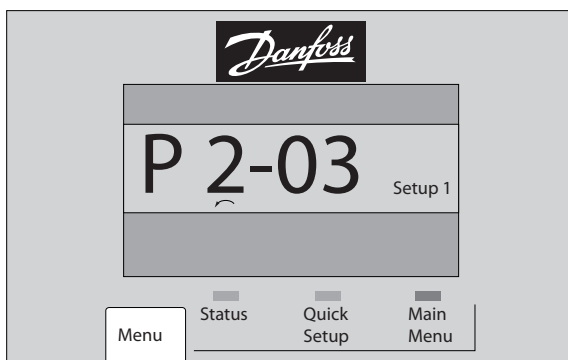 Danfoss
P 2-03
Setup 1
Status
Quick
Setup
Main
Menu
Menu